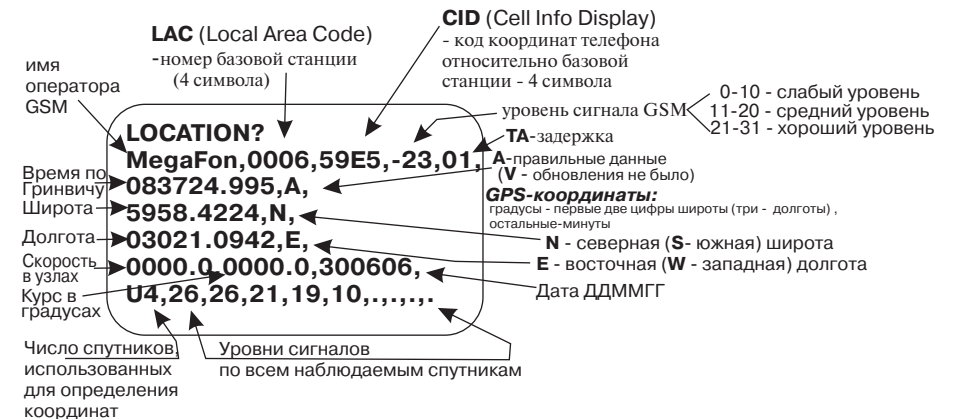 LAC (Local Area Code)
-номер базовой станции
(4 символа)
CID (Cell Info Display)
- код координат телефона
относительно базовой
станции - 4 символа
имя
оператора
GSM
уровень сигнала GSM
0-10 - слабый уровень
11-20 - средний уровень
21-31 - хороший уровень
TA-задержка
LOCATION?
MegaFon,0006,59E5,-23,01,
083724.995,A,
5958.4224,N,
03021.0942,E,
0000.0,0000.0,300606,
U4,26,26,21,19,10,.,.,.,.
A-правильные данные
(V - обновления не было)
GPS-координаты:
градусы - первые две цифры широты (три - долготы) ,
остальные-минуты
N - северная (S- южная) широта
E - восточная (W - западная) долгота
Дата ДДММГГ
Время по
Гринвичу
Широта
Долгота
Скорость
в узлах
Курс в
градусах
Число спутников,
использованных
для определения
координат
Уровни сигналов
по всем наблюдаемым спутникам